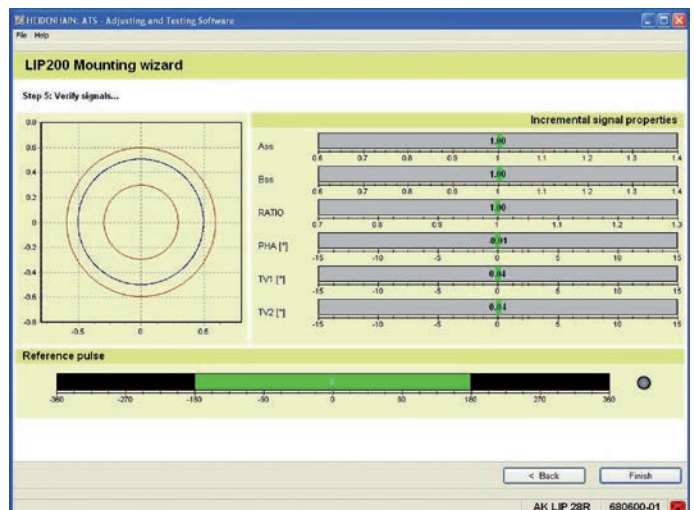 HEIDENHAIN: ATS - Adjusting and Testing Software
File Help
LIP200 Mounting wizard
Step 5: Verify signals...
Incremental signal properties
0.8
0.6
0.4
0.2
0
-0.2
-0.4
-0.6
-0.8
-0.5 0 0.5
Ass 1.00
0.6 0.7 0.8 0.9 1 1.1 1.2 1.3 1.4
Bss 1.00
0.6 0.7 0.8 0.9 1 1.1 1.2 1.3 1.4
RATIO 1.00
0.7 0.8 0.9 1 1.1 1.2 1.3
PHA [°] -0.01
-15 -10 -5 0 5 10 15
TV1 [°] 0.04
-15 -10 -5 0 5 10 15
TV2 [°] 0.04
-15 -10 -5 0 5 10 15
Reference pulse
-360 -270 -180 -90 0 90 180 270 360
< Back Finish
AK LIP 28R 680600-01